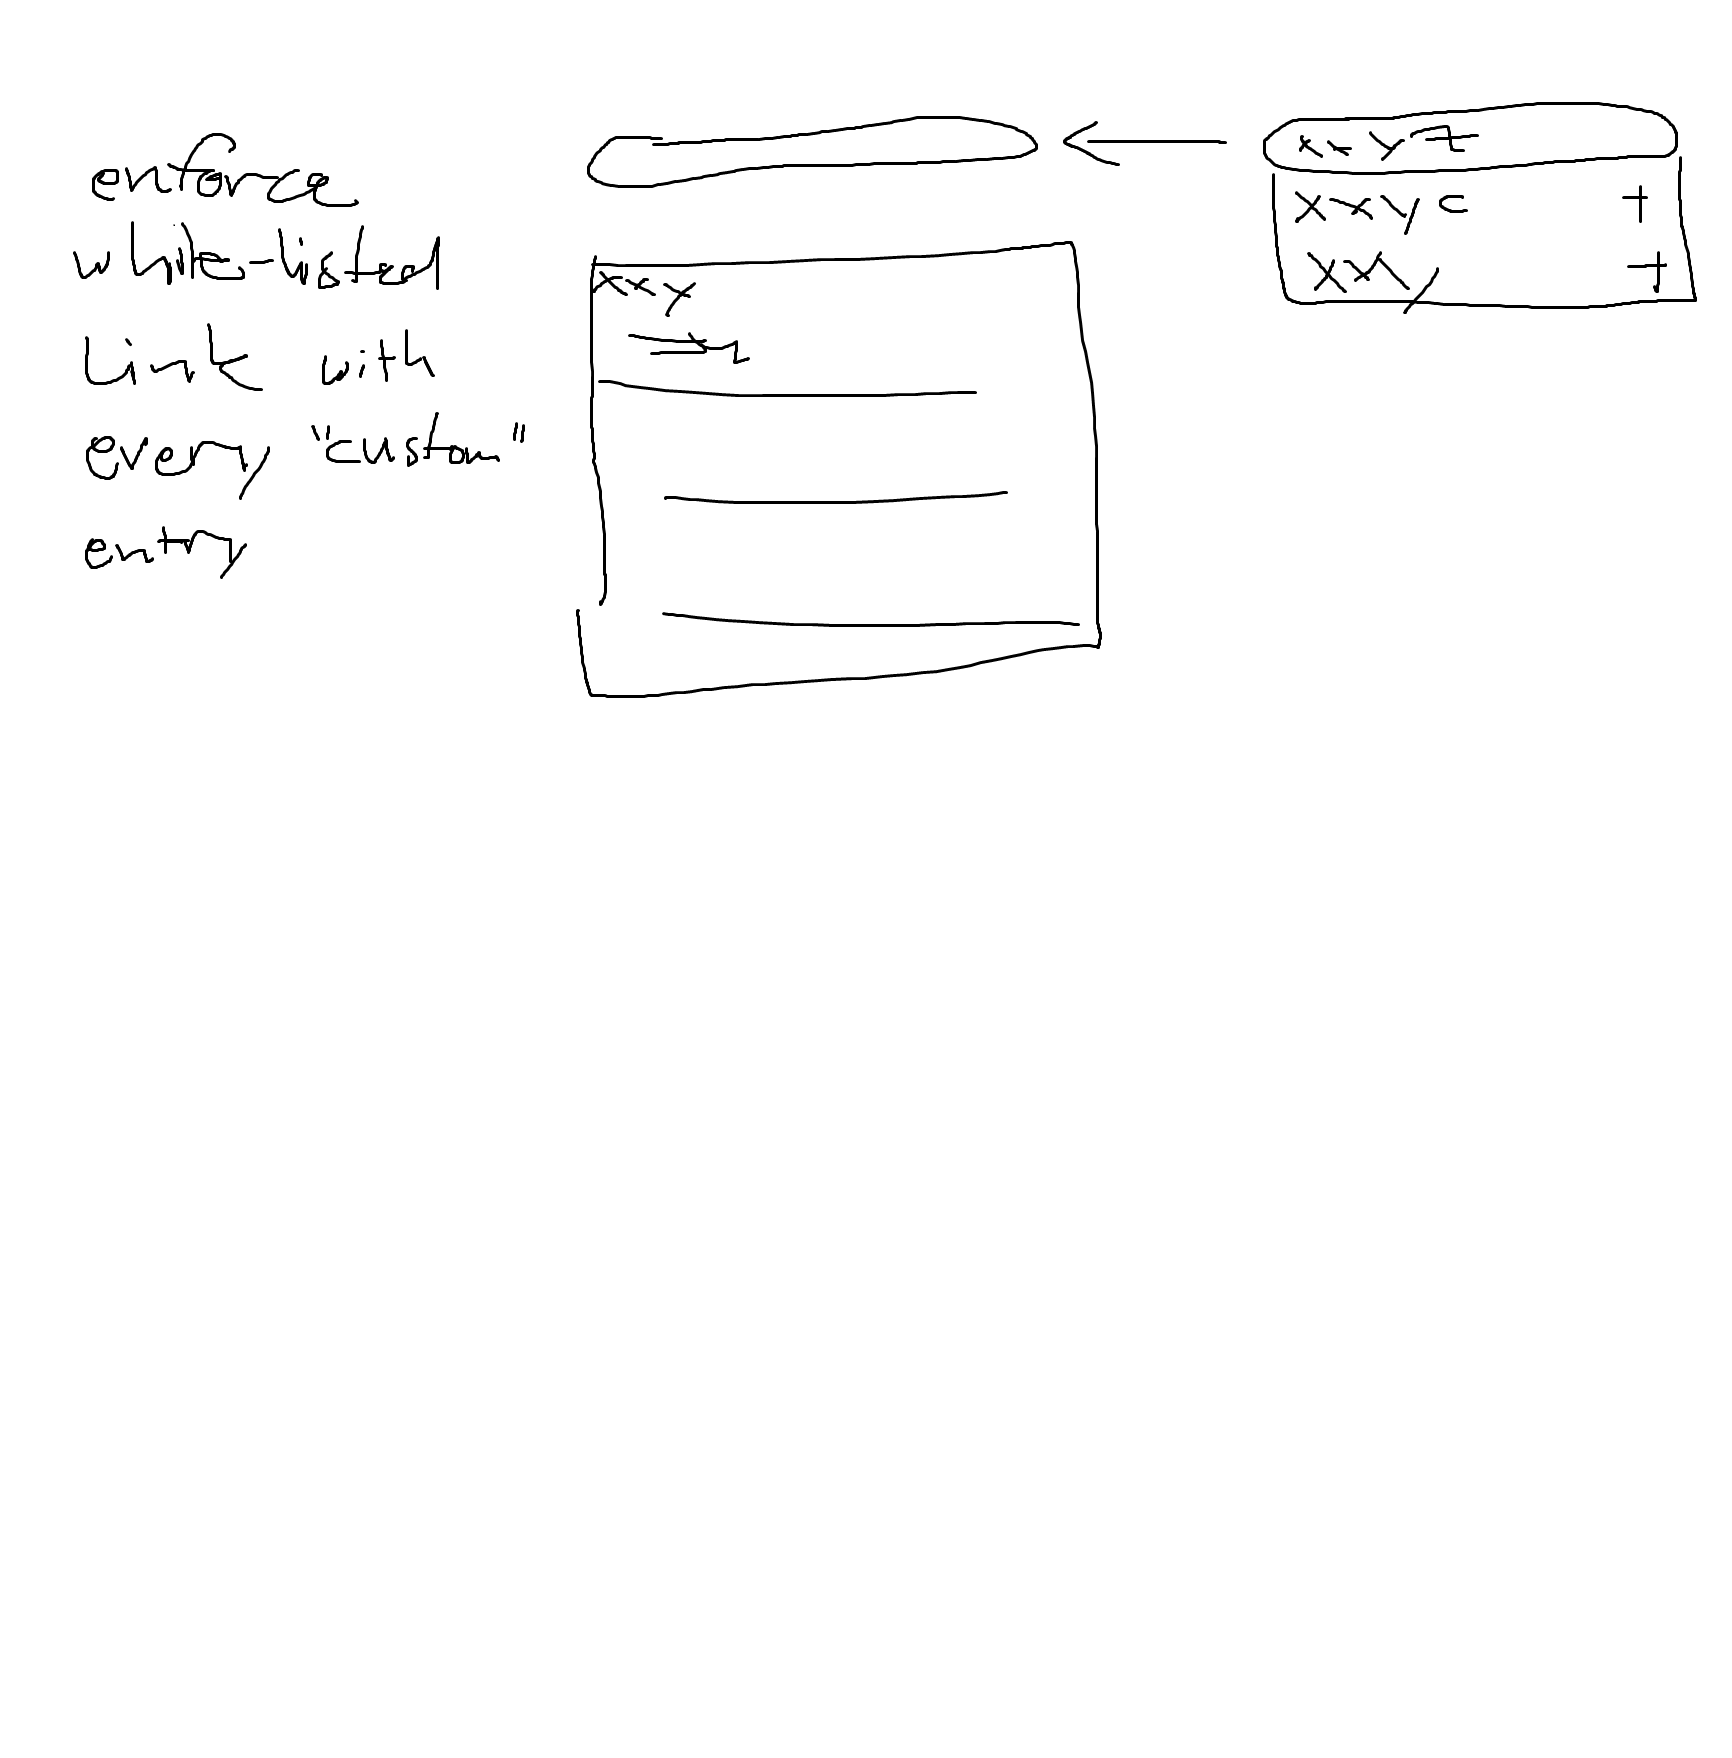 enforce
white-listed
Link with
every "custom"
entry
xxy
xxyz
xxyc +
xxy +